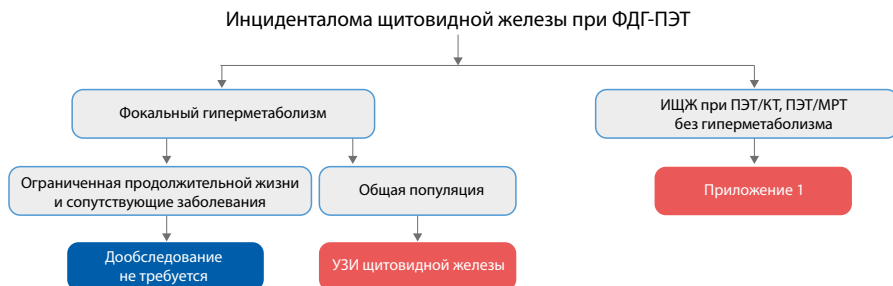 Инциденталома щитовидной железы при ФДГ-ПЭТ
Фокальный гиперметаболизм
ИЩЖ при ПЭТ/КТ, ПЭТ/МРТ
без гиперметаболизма
Ограниченная продолжительной жизни
и сопутствующие заболевания
Общая популяция
Приложение 1
Дообследование
не требуется
УЗИ щитовидной железы